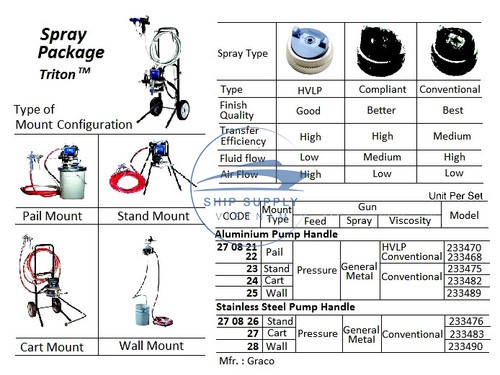 Spray
Package
Triton™
Type of
Mount Configuration
Pail Mount
Stand Mount
Cart Mount
Wall Mount
Spray Type
Type HVLP Compliant Conventional
Finish Quality Good Better Best
Transfer Efficiency High High Medium
Fluid flow Low Medium High
Air Flow High Low Low
SHIP SUPPLY
Unit Per Set
CODE Mount Type Gun Model
Feed Spray Viscosity
Aluminium Pump Handle
27 08 21 Pail Pressure General Metal HVLP 233470
22 Conventional 233468
23 Stand Conventional 233475
24 Cart 233482
25 Wall 233489
Stainless Steel Pump Handle
27 08 26 Stand Pressure General Metal Conventional 233476
27 Cart 233483
28 Wall 233490
Mfr. : Graco